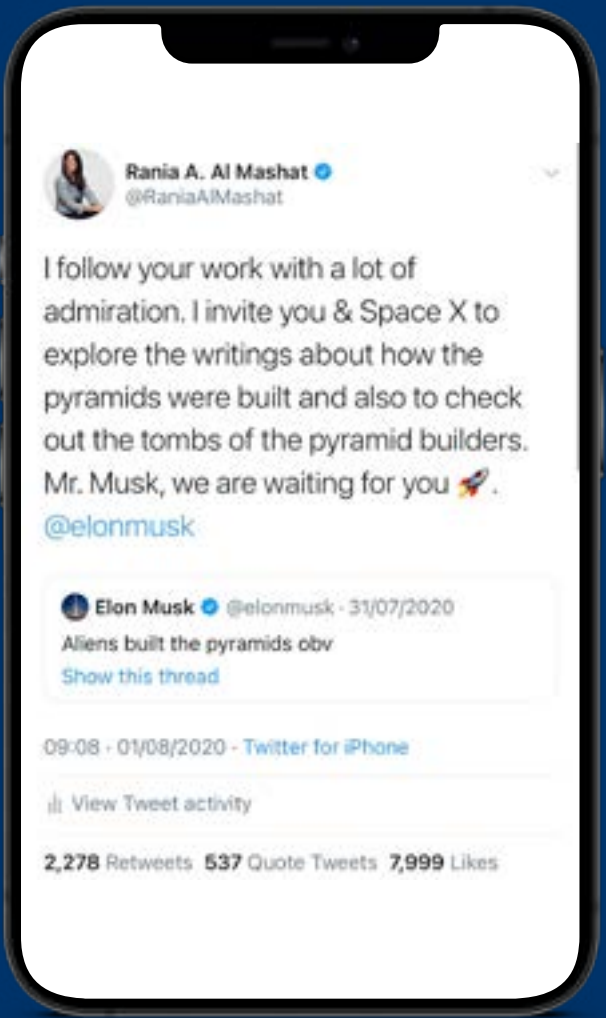 Rania A. Al Mashat
@RaniaAlMashat
I follow your work with a lot of
admiration. I invite you & Space X to
explore the writings about how the
pyramids were built and also to check
out the tombs of the pyramid builders.
Mr. Musk, we are waiting for you 🚀.
@elonmusk
Elon Musk @elonmusk · 31/07/2020
Aliens built the pyramids obv
Show this thread
09:08 · 01/08/2020 · Twitter for iPhone
View Tweet activity
2,278 Retweets 537 Quote Tweets 7,999 Likes